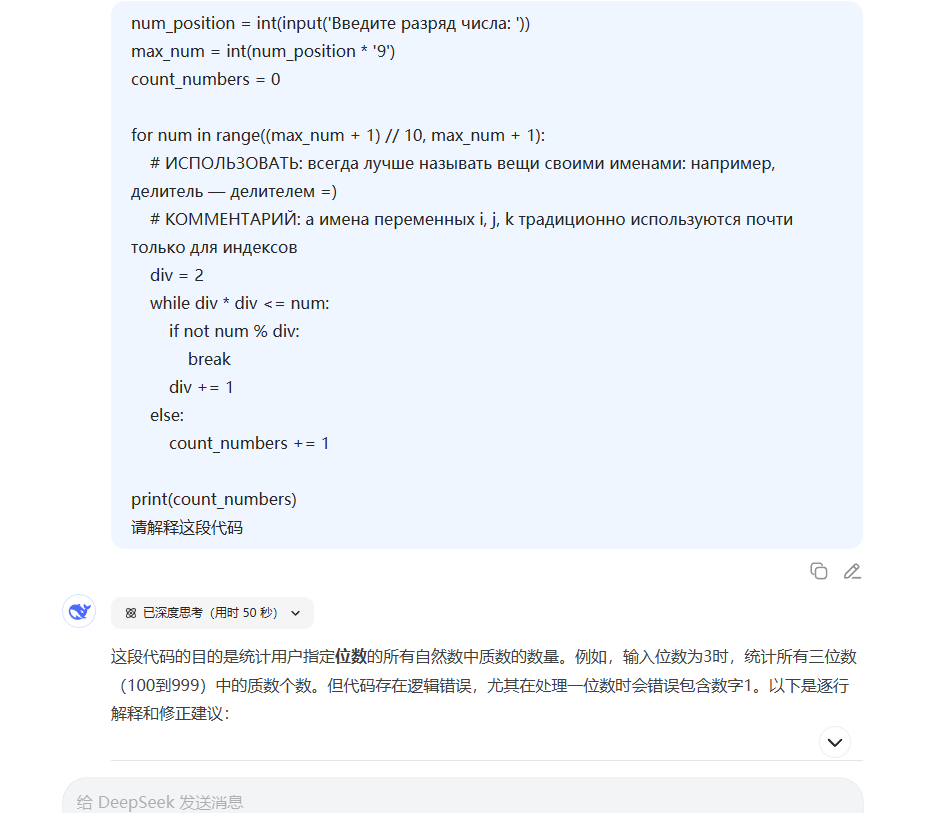 num_position = int(input('Введите разряд числа: '))
max_num = int(num_position * '9')
count_numbers = 0
for num in range((max_num + 1) // 10, max_num + 1):
# ИСПОЛЬЗОВАТЬ: всегда лучше называть вещи своими именами: например,
делитель — делителем =)
# КОММЕНТАРИЙ: а имена переменных i, j, k традиционно используются почти
только для индексов
div = 2
while div * div <= num:
if not num % div:
break
div += 1
else:
count_numbers += 1
print(count_numbers)
请解释这段代码
已深度思考（用时 50 秒）
这段代码的目的是统计用户指定位数的所有自然数中质数的数量。例如，输入位数为3时，统计所有三位数
（100到999）中的质数个数。但代码存在逻辑错误，尤其在处理一位数时会错误包含数字1。以下是逐行
解释和修正建议：
给 DeepSeek 发送消息